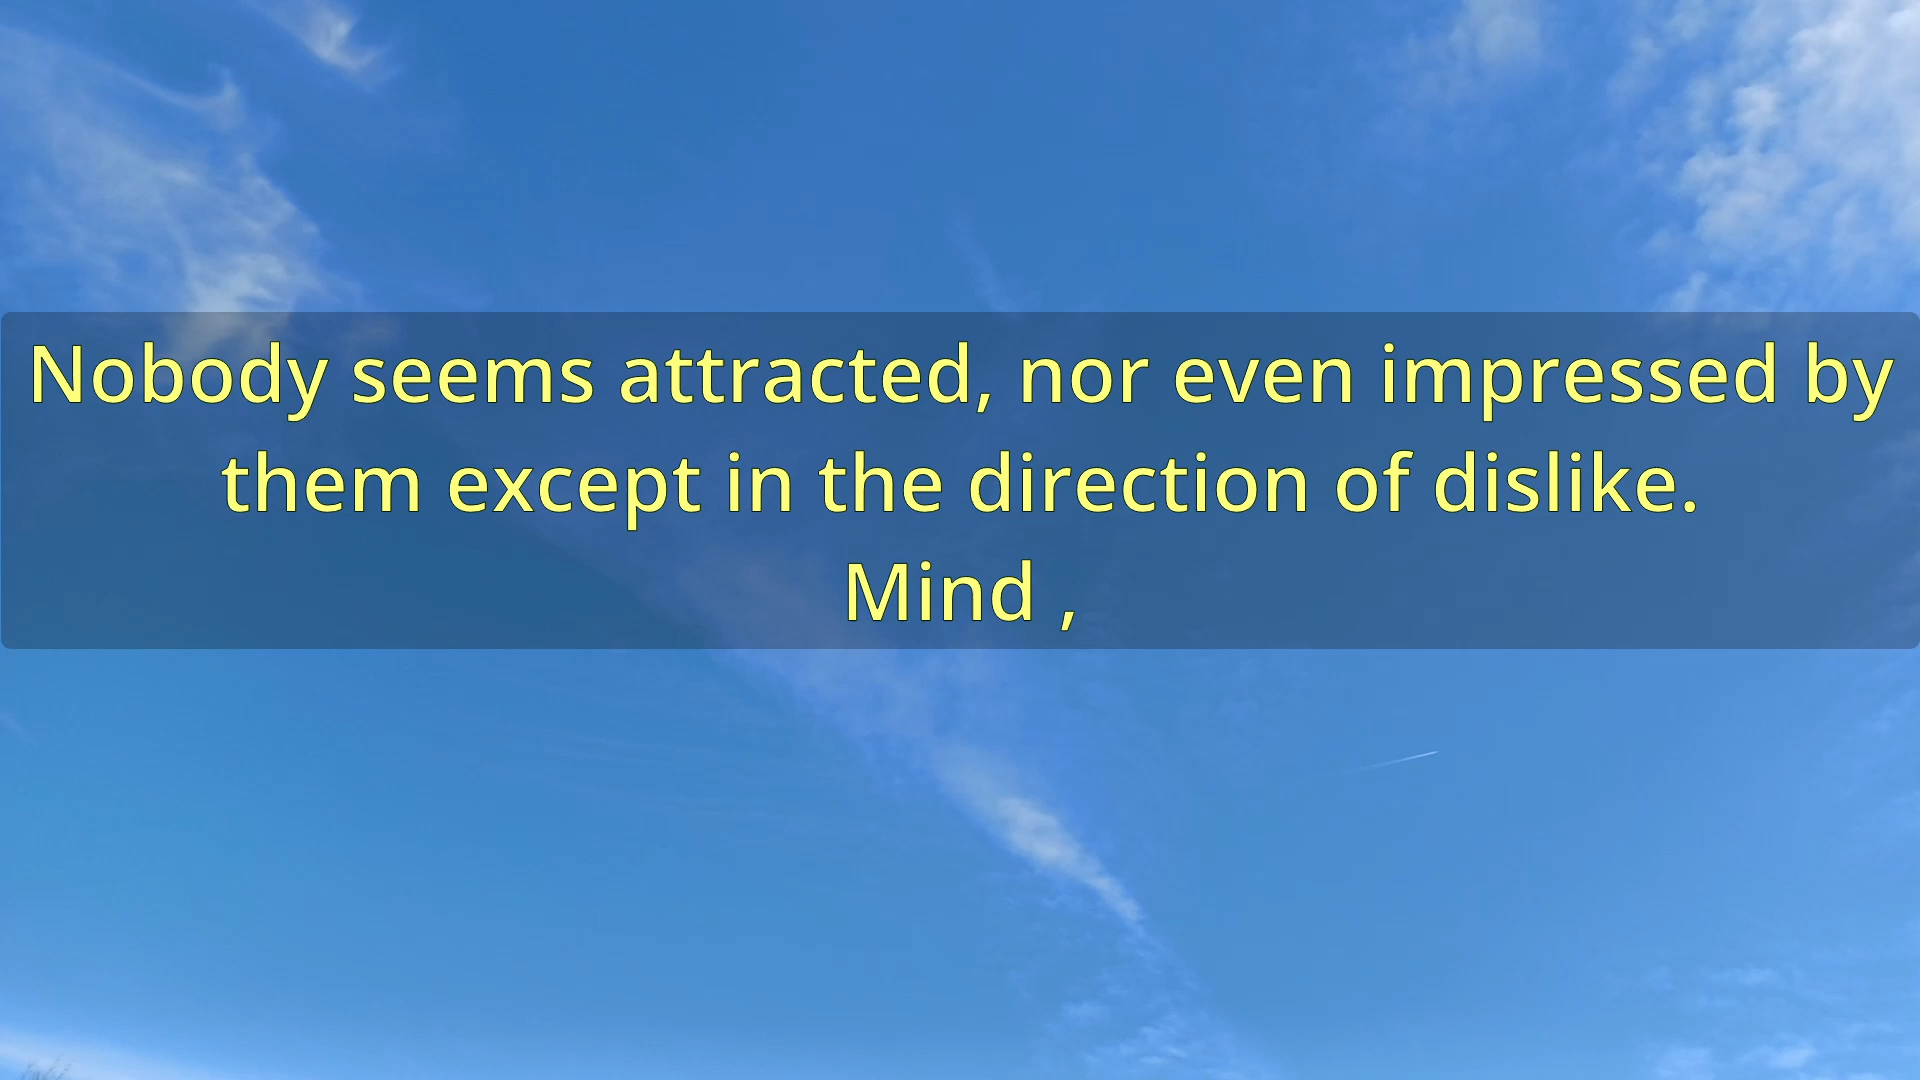 Nobody seems attracted, nor even impressed by
them except in the direction of dislike.
Mind ,